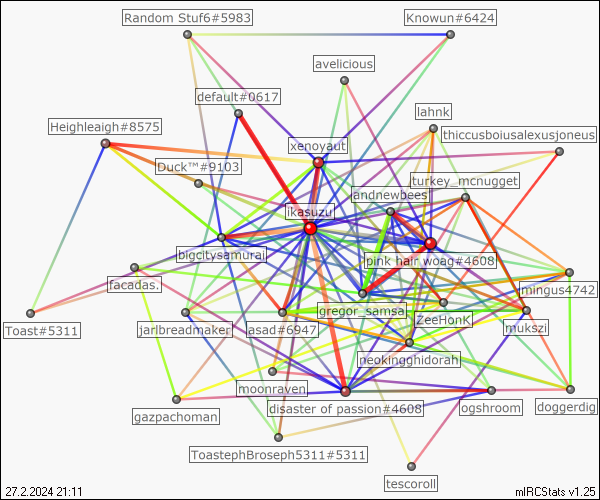 Random Stuf6#5983
Knowun#6424
avelicious
default#0617
lahnk
Heighleaigh#8575
thiccusboiusalexusjoneus
xenoyaut
Duck™#9103
turkey_mcnugget
landnewbees
ikasuzu
bigcitysamurai
pink hair woag#4608
facadas.
mingus4742
gregor_samsa
ZeeHonk
Toast#5311
jarlbreadmaker
asad#6947
mukszi
neokingghidorah
moonraven
disaster of passion#4608
ogshroom
doggerdig
gazpachoman
ToastephBroseph5311#5311
tescoroll
27.2.2024 21:11
mIRCStats v1.25